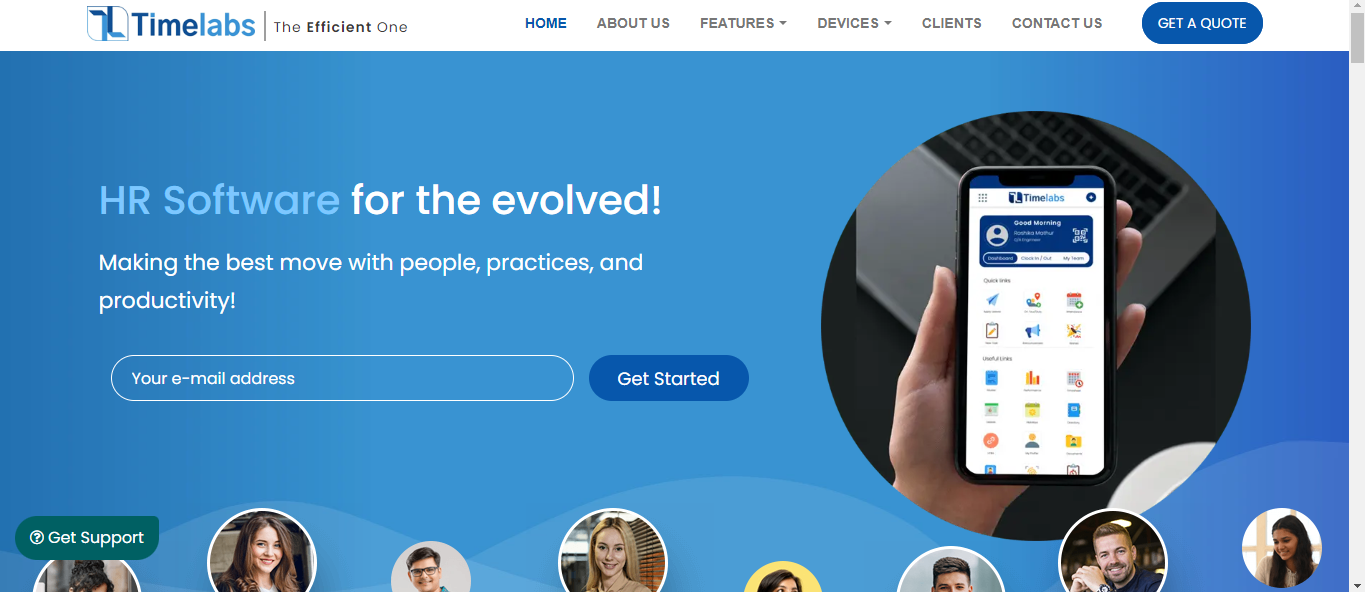 Timelabs
The Efficient One
HOME
ABOUT US
FEATURES
DEVICES
CLIENTS
CONTACT US
GET A QUOTE
HR Software for the evolved!
Making the best move with people, practices, and
productivity!
Your e-mail address
Get Started
Timelabs
Good Morning
Rashika Mathur
Dashboard
Clock In / Out
My Team
Quick links
Useful Links
Get Support